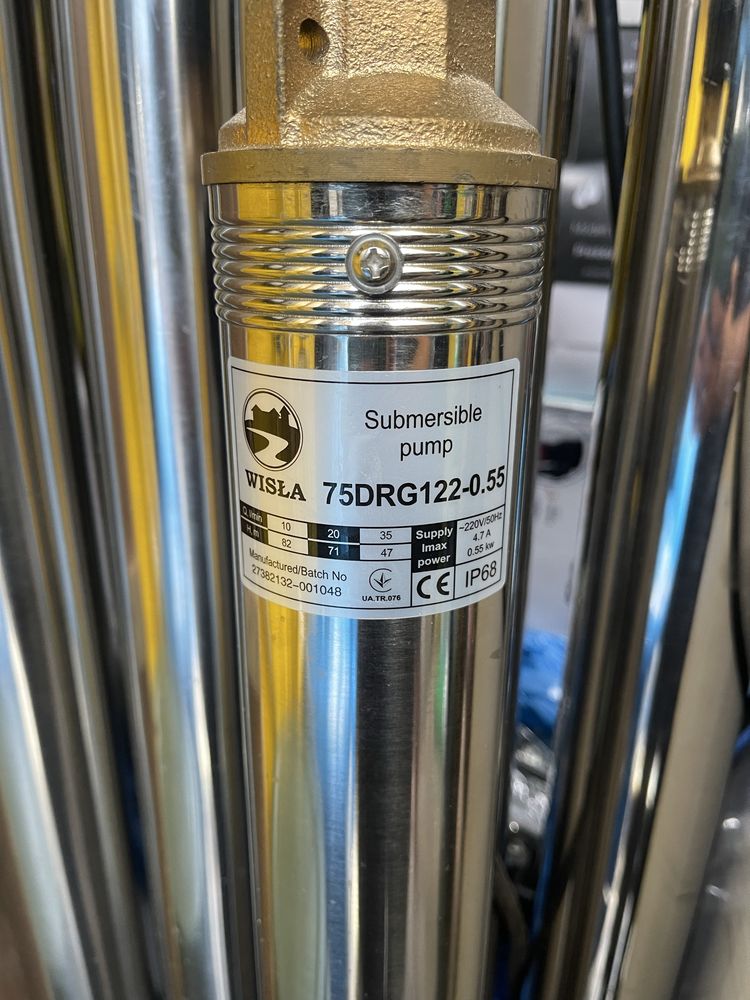 Submersible
pump
WISŁA
75DRG122-0.55
Q, l/min 10 20 35
H, m 82 71 47
Supply ~220V/50Hz
Imax 4.7 A
power 0.55 kw
Manufactured/Batch No
27382132-001048
UA.TR.076
CE
IP68